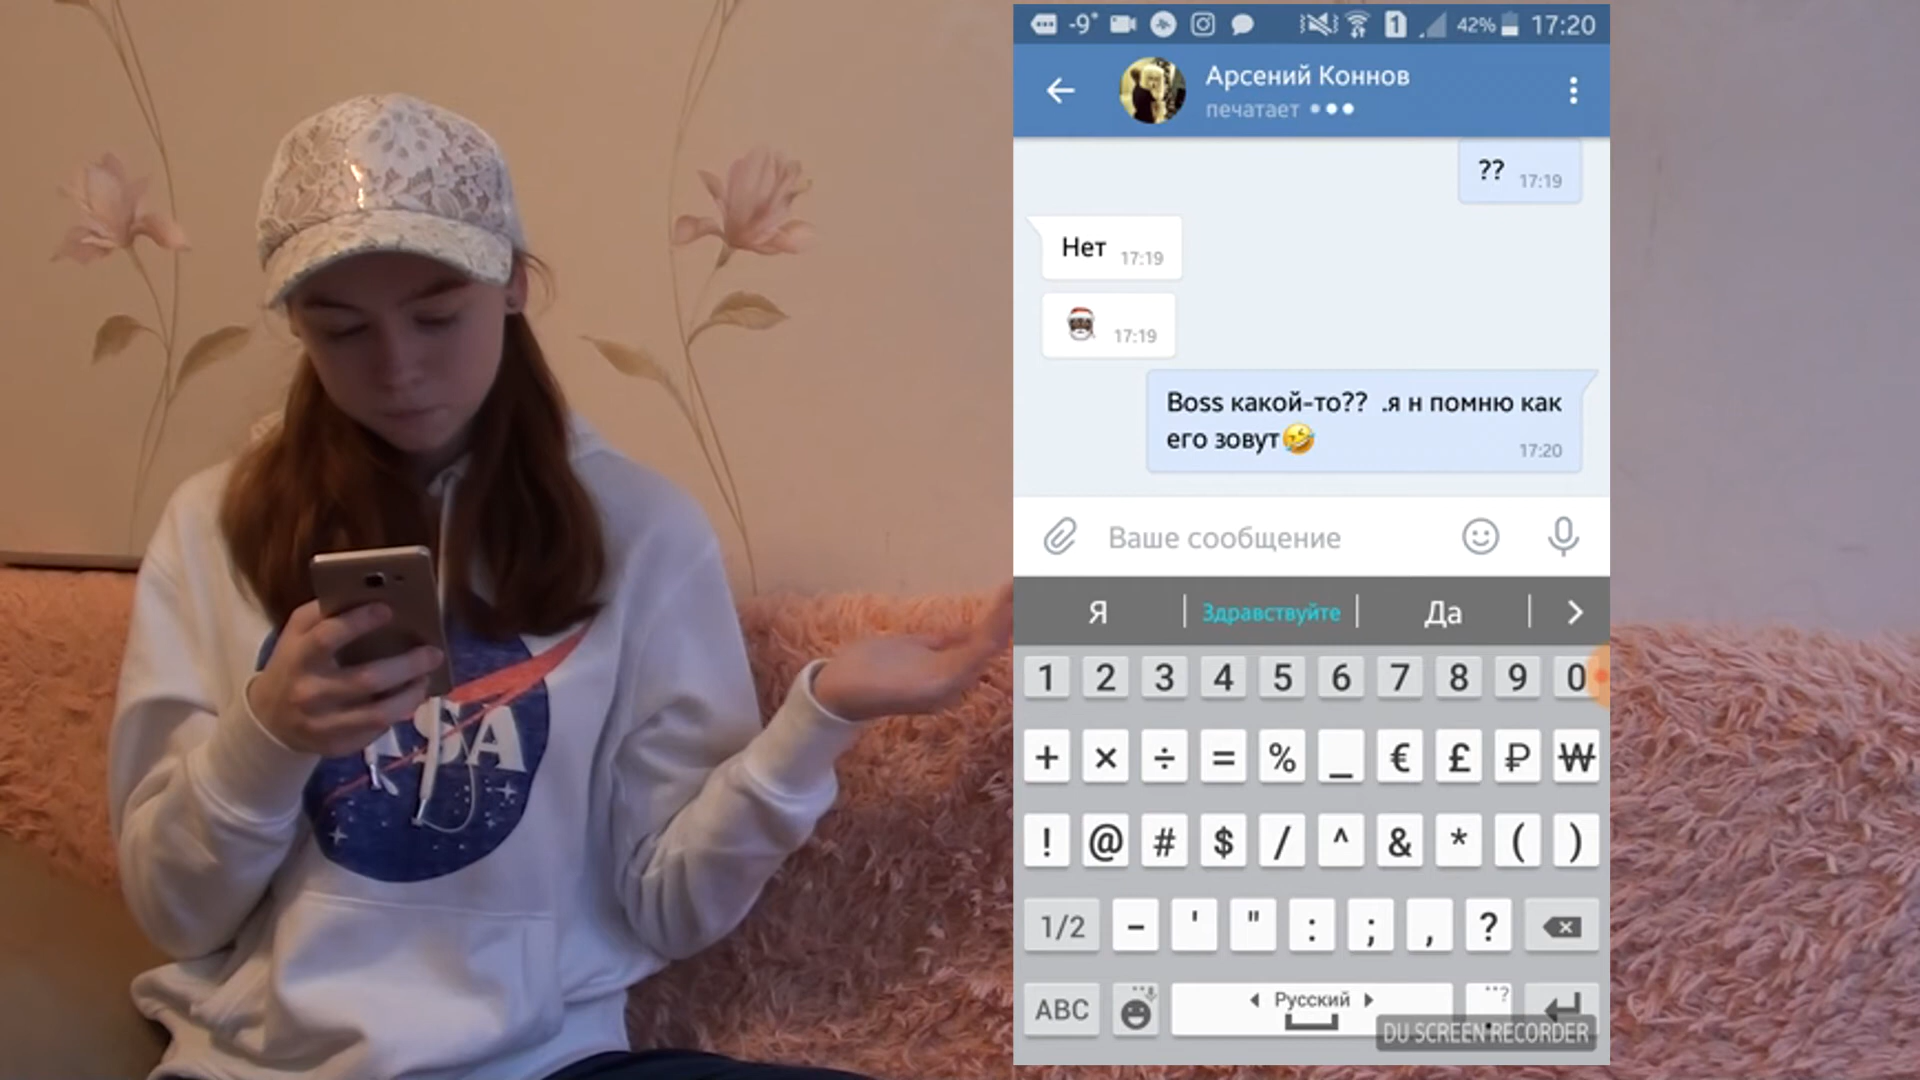 -9°
1
42%
17:20
Арсений Коннов
печатает
?? 17:19
Нет 17:19
17:19
Boss какой-то?? .я н помню как
его зовут🤣 17:20
Ваше сообщение
Я Здравствуйте Да
1 2 3 4 5 6 7 8 9 0
+ × ÷ = % _ € £ ₽ ₩
! @ # $ / ^ & * ( )
1/2 - ' " : ; , ?
ABC Русский
DU SCREEN RECORDER